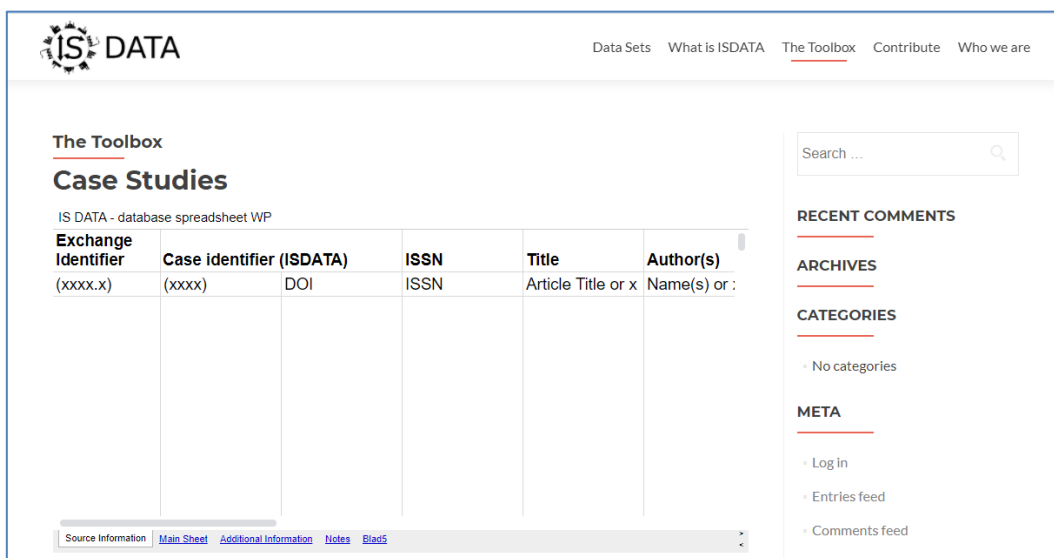 IS DATA
Data Sets What is ISDATA The Toolbox Contribute Who we are
The Toolbox
Case Studies
IS DATA - database spreadsheet WP
Exchange Identifier Case identifier (ISDATA) ISSN Title Author(s)
(xxxx.x) (xxxx) DOI ISSN Article Title or x Name(s) or
Source Information Main Sheet Additional Information Notes Blad5
Search ...
RECENT COMMENTS
ARCHIVES
CATEGORIES
No categories
META
Log in
Entries feed
Comments feed